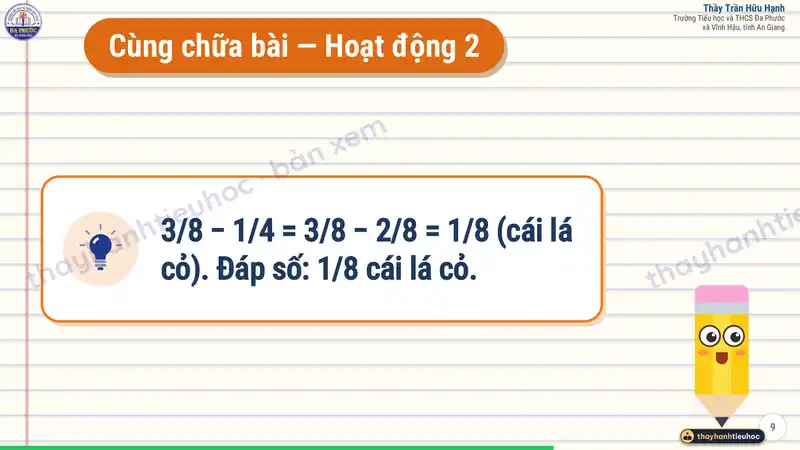 Thầy Trần Hữu Hạnh
Trường Tiểu học và THCS Đa Phước
xã Vĩnh Hậu, tỉnh An Giang
ĐA PHƯỚC
Cùng chữa bài – Hoạt động 2
thayhanhtieuhoc · bản xem
thayhanhtie
3/8 − 1/4 = 3/8 − 2/8 = 1/8 (cái lá
cỏ). Đáp số: 1/8 cái lá cỏ.
thayhanhtieuhoc
9